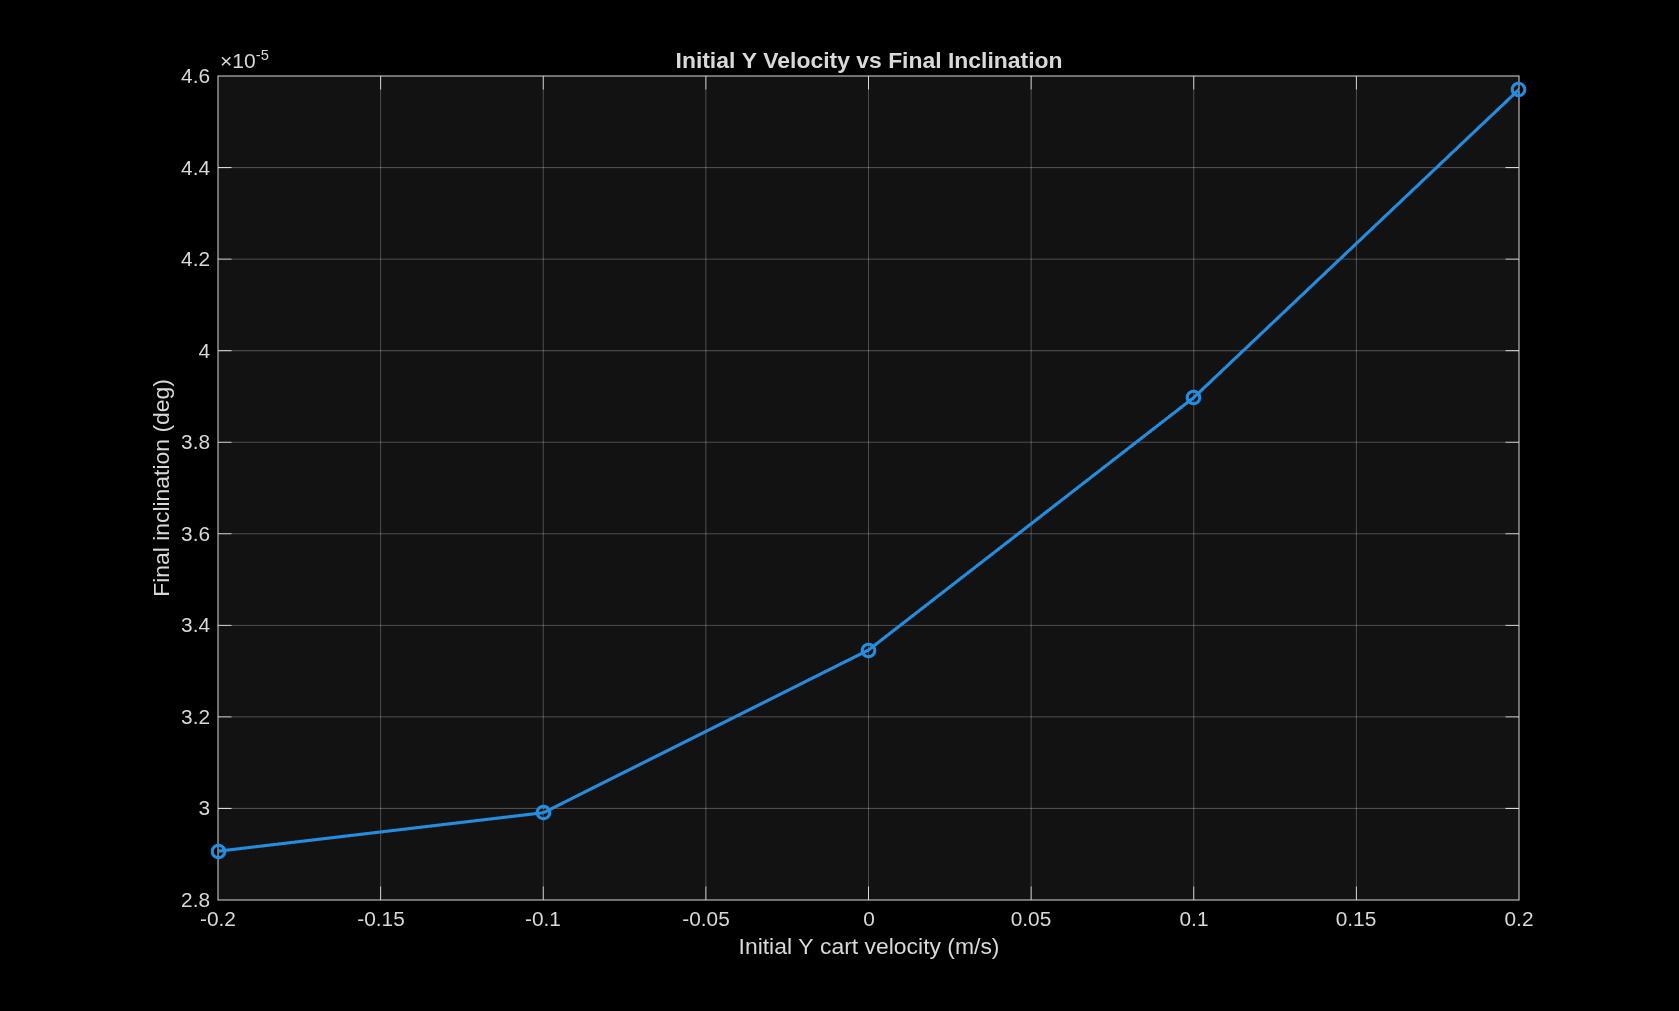 Initial Y Velocity vs Final Inclination
×10⁻⁵
4.6
4.4
4.2
4
3.8
3.6
3.4
3.2
3
2.8
Final inclination (deg)
-0.2 -0.15 -0.1 -0.05 0 0.05 0.1 0.15 0.2
Initial Y cart velocity (m/s)